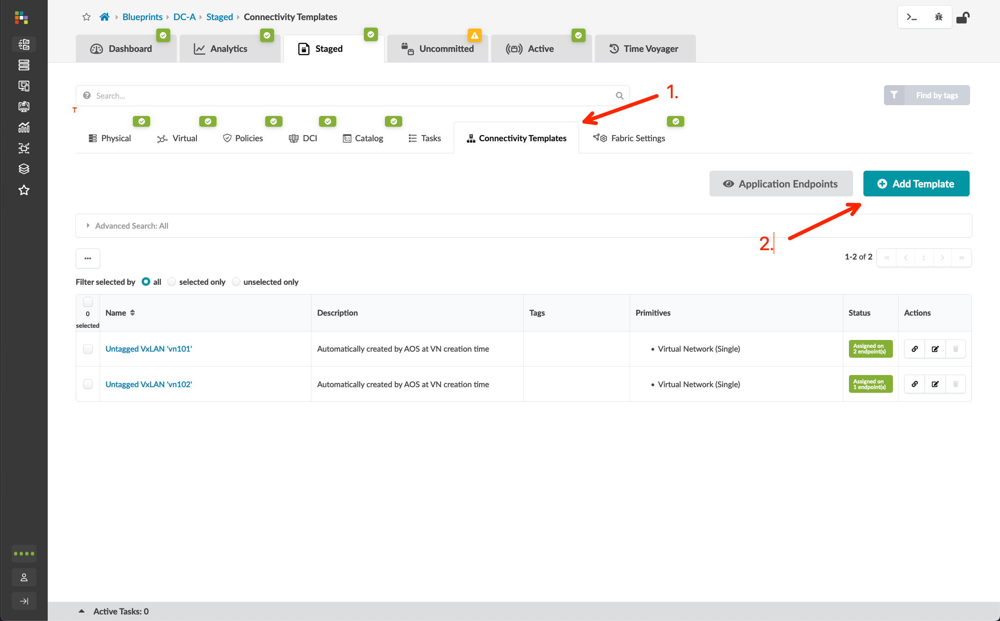 Blueprints DC-A Staged Connectivity Templates
Dashboard Analytics Staged Uncommitted Active Time Voyager
Search...
1.
Find by tags
T
Physical Virtual Policies DCI Catalog Tasks Connectivity Templates Fabric Settings
Application Endpoints Add Template
Advanced Search: All
2.
... 1-2 of 2 « < 1 > »
Filter selected by all selected only unselected only
0 selected Name Description Tags Primitives Status Actions
Untagged VxLAN 'vn101' Automatically created by AOS at VN creation time • Virtual Network (Single) Assigned on 2 endpoint(s)
Untagged VxLAN 'vn102' Automatically created by AOS at VN creation time • Virtual Network (Single) Assigned on 1 endpoint(s)
Active Tasks: 0